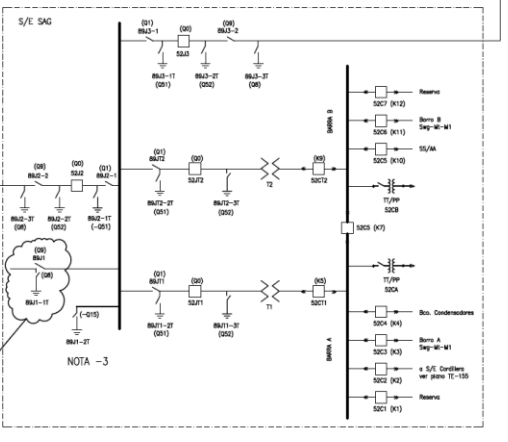 S/E SAG
(Q1)
89J3-1
(Q0)
52J3
(Q9)
89J3-2
89J3-1T
(Q51)
89J3-2T
(Q52)
89J3-3T
(Q8)
52C7 (K12)
Reserva
BARRA B
52C6 (K11)
Barra B
Swg-MI-M1
52C5 (K10)
SS/AA
(Q9)
89J2-2
(Q0)
52J2
(Q1)
89J2-1
89J2-3T
(Q8)
89J2-2T
(Q52)
89J2-1T
(-Q51)
(Q1)
89JT2
(Q0)
52JT2
T2
(K9)
52CT2
89JT2-2T
(Q51)
89JT2-3T
(Q52)
TT/PP
52CB
52CS (K7)
(Q9)
89J1
(Q8)
89J1-1T
(-Q15)
89J1-2T
NOTA -3
(Q1)
89JT1
(Q0)
52JT1
T1
(K5)
52CT1
89JT1-2T
(Q51)
89JT1-3T
(Q52)
TT/PP
52CA
52C4 (K4)
Bco. Condensadores
BARRA A
52C3 (K3)
Barra A
Swg-MI-M1
52C2 (K2)
a S/E Cordillera
ver plano TE-155
52C1 (K1)
Reserva